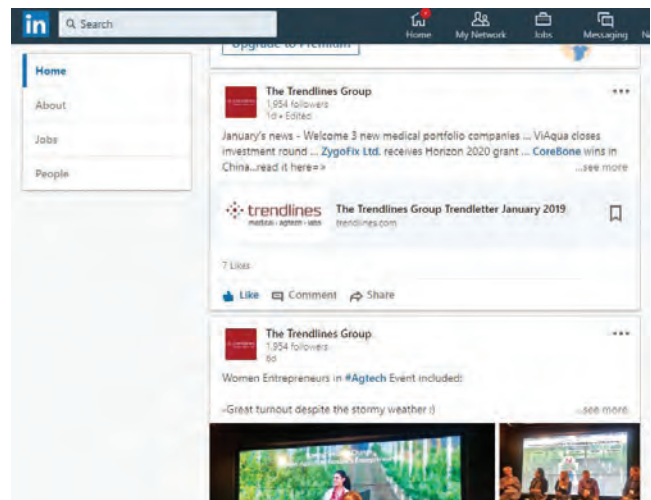 in
Search
Home
My Network
Jobs
Messaging
Upgrade to Premium
Home
About
Jobs
People
The Trendlines Group
1,954 followers
1d • Edited
January's news - Welcome 3 new medical portfolio companies ... ViAqua closes
investment round ... ZygoFix Ltd. receives Horizon 2020 grant ... CoreBone wins in
China...read it here=>
...see more
trendlines
medical • agtech • labs
The Trendlines Group Trendletter January 2019
trendlines.com
7 Likes
Like
Comment
Share
The Trendlines Group
1,954 followers
6d
Women Entrepreneurs in #Agtech Event included:
-Great turnout despite the stormy weather :)
...see more